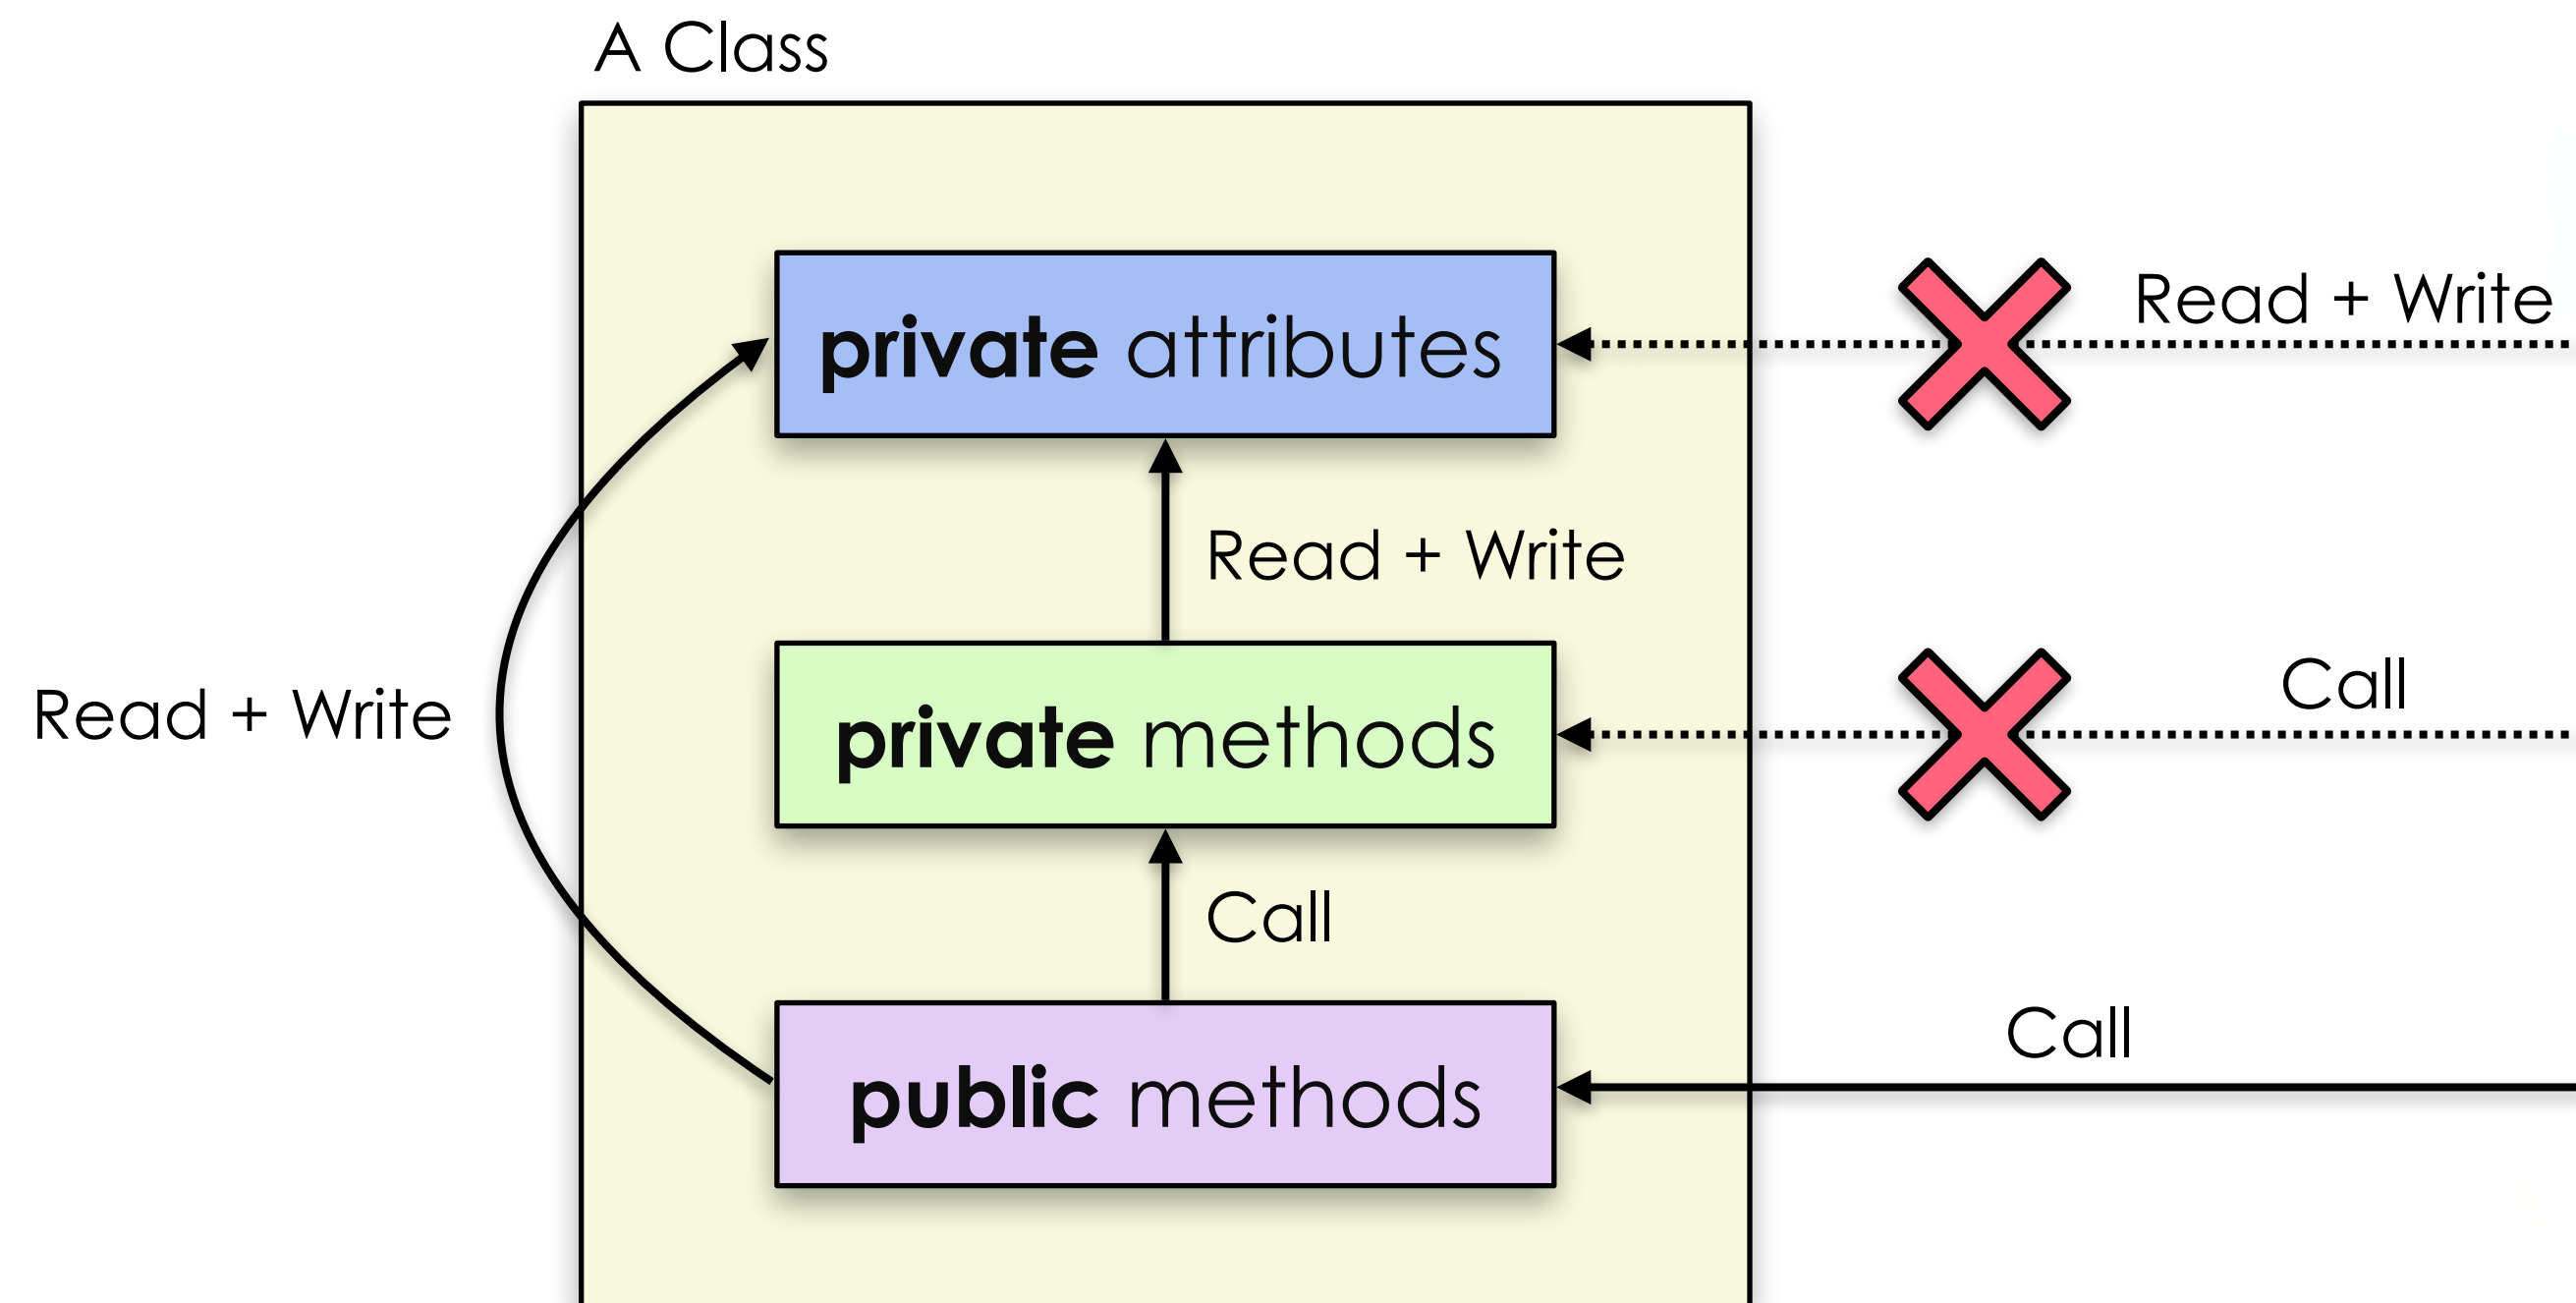 A Class
private attributes
Read + Write
Read + Write
private methods
Call
Read + Write
Call
public methods
Call